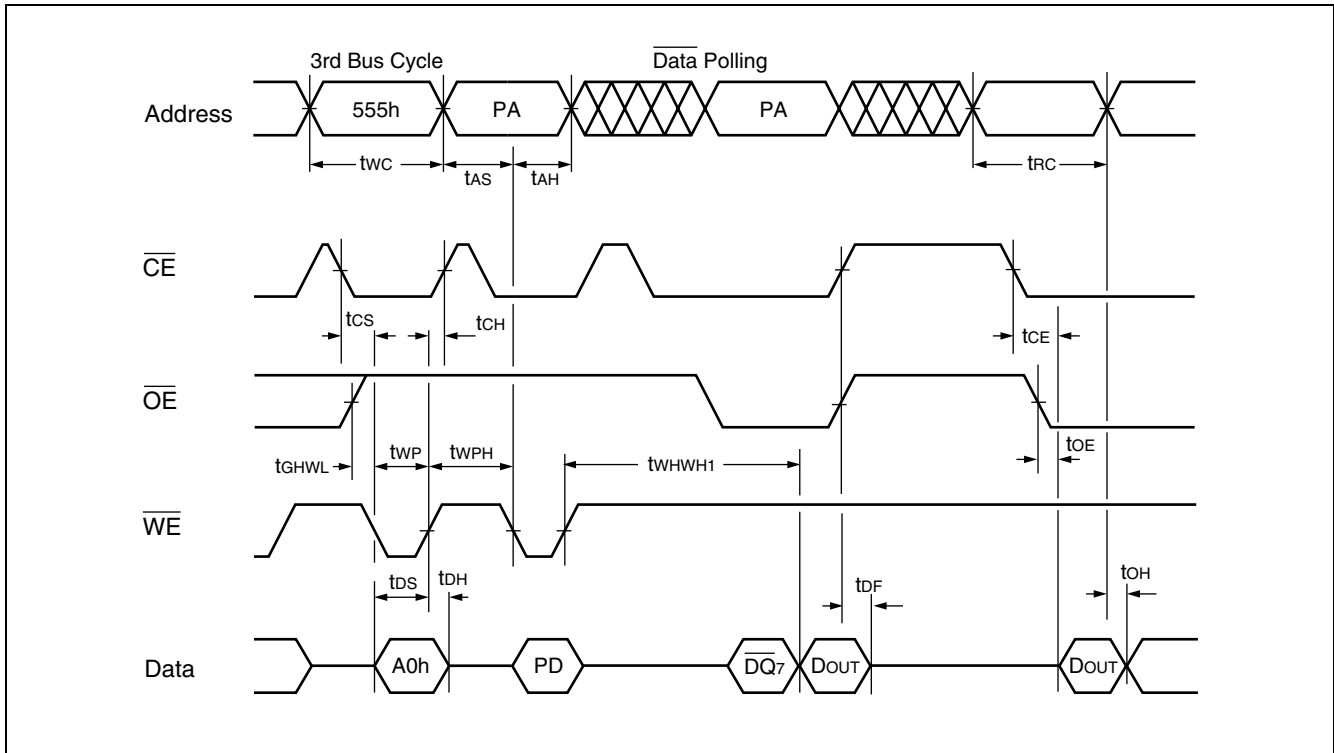 3rd Bus Cycle
Data Polling
Address
555h
PA
PA
tWC
tAS
tAH
tRC
CE
tCS
tCH
tCE
OE
tGHWL
tWP
tWPH
tWHWH1
tOE
WE
tDS
tDH
tDF
tOH
Data
A0h
PD
DQ7
DOUT
DOUT